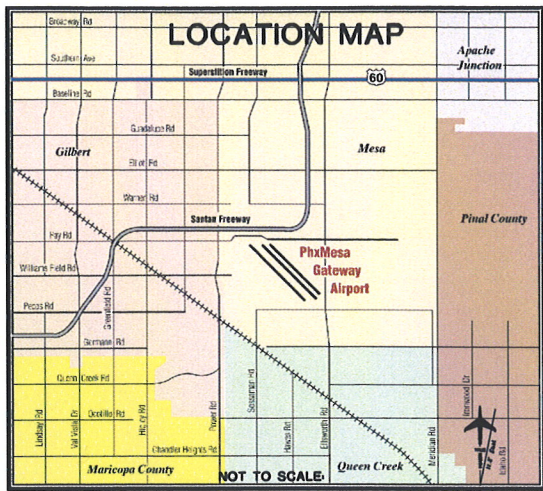 LOCATION MAP
Broadway Rd
Apache
Junction
Southern Ave
Superstition Freeway
60
Baseline Rd
Guadalupe Rd
Gilbert
Mesa
Elliot Rd
Warner Rd
Santan Freeway
Pinal County
Ray Rd
PhxMesa
Gateway
Airport
Williams Field Rd
Pecos Rd
Greenfield Rd
Germann Rd
Queen Creek Rd
Sossaman Rd
Ironwood Dr
Lindsay Rd
Val Vista Dr
Ocotillo Rd
Higley Rd
Power Rd
Hawes Rd
Ellsworth Rd
Meridian Rd
Idaho Rd
Chandler Heights Rd
Maricopa County
NOT TO SCALE
Queen Creek